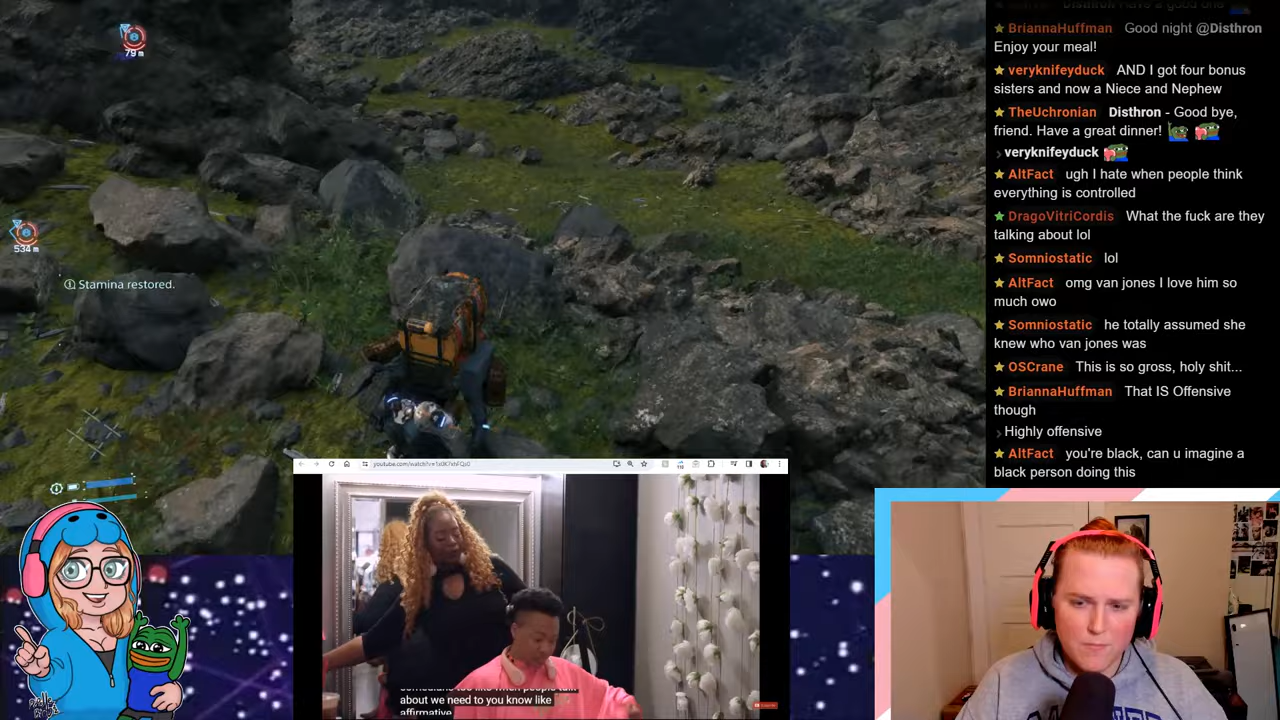 79 m
534 m
Stamina restored.
BriannaHuffman Good night @Disthron
Enjoy your meal!
veryknifeyduck AND I got four bonus
sisters and now a Niece and Nephew
TheUchronian Disthron - Good bye,
friend. Have a great dinner!
veryknifeyduck
AltFact ugh I hate when people think
everything is controlled
DragoVitriCordis What the fuck are they
talking about lol
Somniostatic lol
AltFact omg van jones I love him so
much owo
Somniostatic he totally assumed she
knew who van jones was
OSCrane This is so gross, holy shit...
BriannaHuffman That IS Offensive
though
Highly offensive
AltFact you're black, can u imagine a
black person doing this
about we need to you know like
affirmative